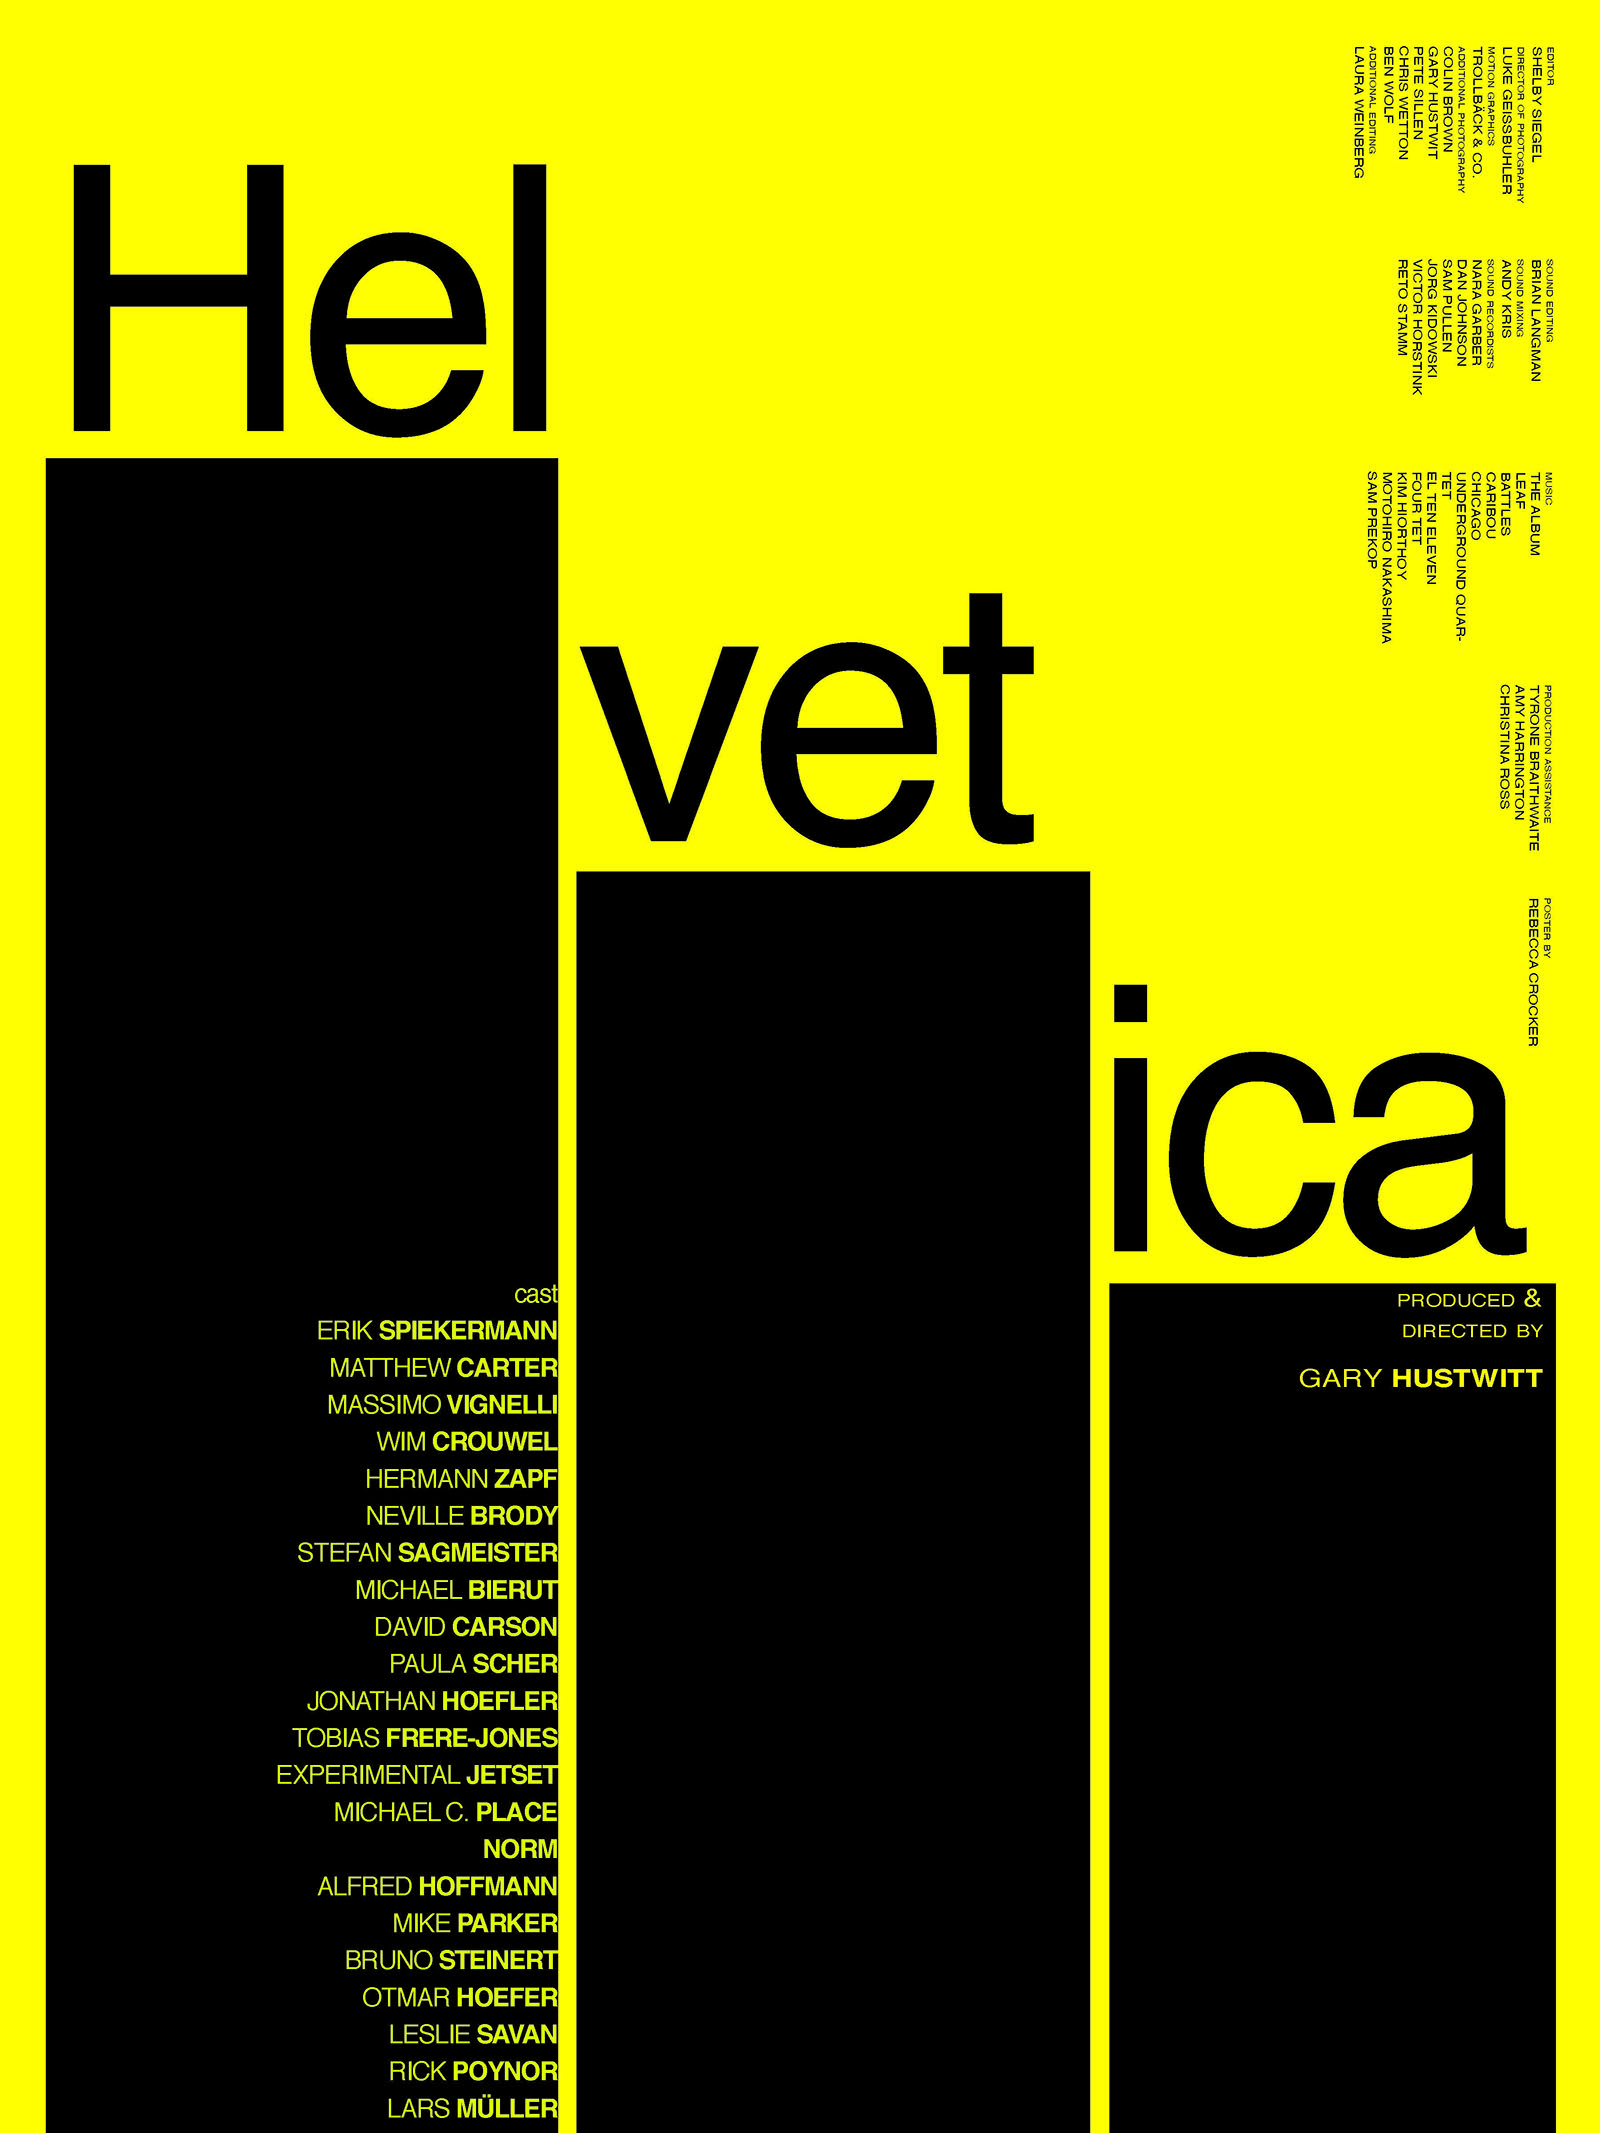 Hel
vet
ica
EDITOR
SHELBY SIEGEL
DIRECTOR OF PHOTOGRAPHY
LUKE GEISSBUHLER
MOTION GRAPHICS
TROLLBÄCK & CO.
ADDITIONAL PHOTOGRAPHY
COLIN BROWN
GARY HUSTWIT
PETE SILLEN
CHRIS WETTON
BEN WOLF
ADDITIONAL EDITING
LAURA WEINBERG
SOUND EDITING
BRIAN LANGMAN
SOUND MIXING
ANDY KRIS
SOUND RECORDISTS
NARA GARBER
DAN JOHNSON
SAM PULLEN
JORG KIDOWSKI
VICTOR HORSTINK
RETO STAMM
MUSIC
THE ALBUM
LEAF
BATTLES
CARIBOU
CHICAGO
UNDERGROUND QUAR-
TET
EL TEN ELEVEN
FOUR TET
KIM HIORTHOY
MOTOHIRO NAKASHIMA
SAM PREKOP
PRODUCTION ASSISTANCE
TYRONE BRAITHWAITE
AMY HARRINGTON
CHRISTINA ROSS
POSTER BY
REBECCA CROCKER
cast
ERIK SPIEKERMANN
MATTHEW CARTER
MASSIMO VIGNELLI
WIM CROUWEL
HERMANN ZAPF
NEVILLE BRODY
STEFAN SAGMEISTER
MICHAEL BIERUT
DAVID CARSON
PAULA SCHER
JONATHAN HOEFLER
TOBIAS FRERE-JONES
EXPERIMENTAL JETSET
MICHAEL C. PLACE
NORM
ALFRED HOFFMANN
MIKE PARKER
BRUNO STEINERT
OTMAR HOEFER
LESLIE SAVAN
RICK POYNOR
LARS MÜLLER
PRODUCED &
DIRECTED BY
GARY HUSTWITT